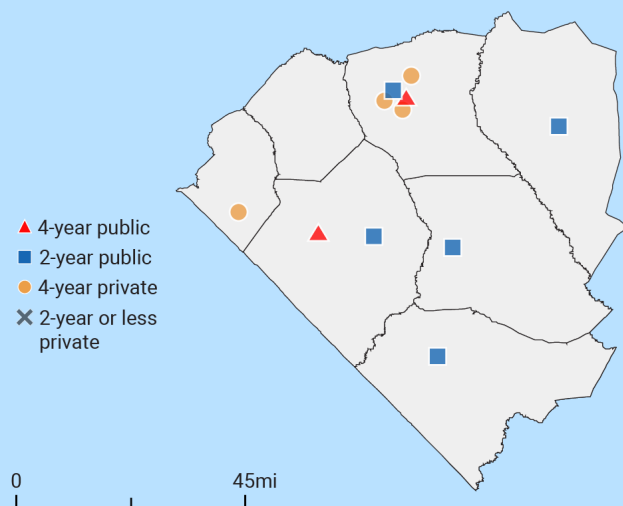 4-year public
2-year public
4-year private
2-year or less
private
0
45mi